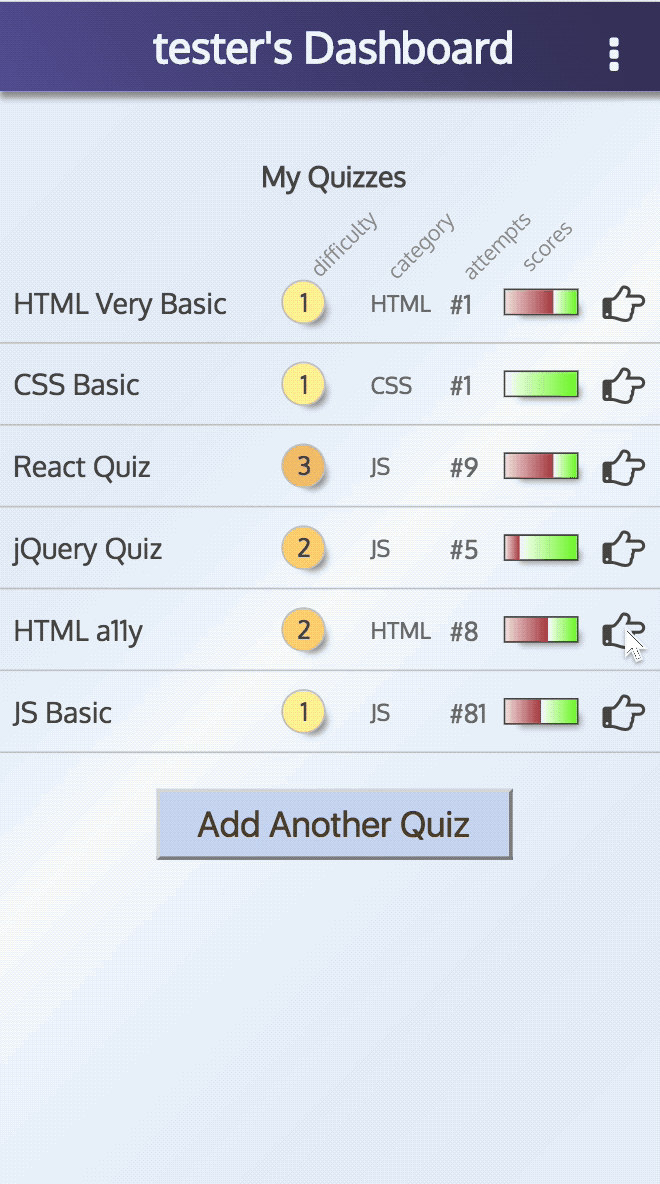 tester's Dashboard
My Quizzes
difficulty category attempts scores
HTML Very Basic 1 HTML #1
CSS Basic 1 CSS #1
React Quiz 3 JS #9
jQuery Quiz 2 JS #5
HTML a11y 2 HTML #8
JS Basic 1 JS #81
Add Another Quiz